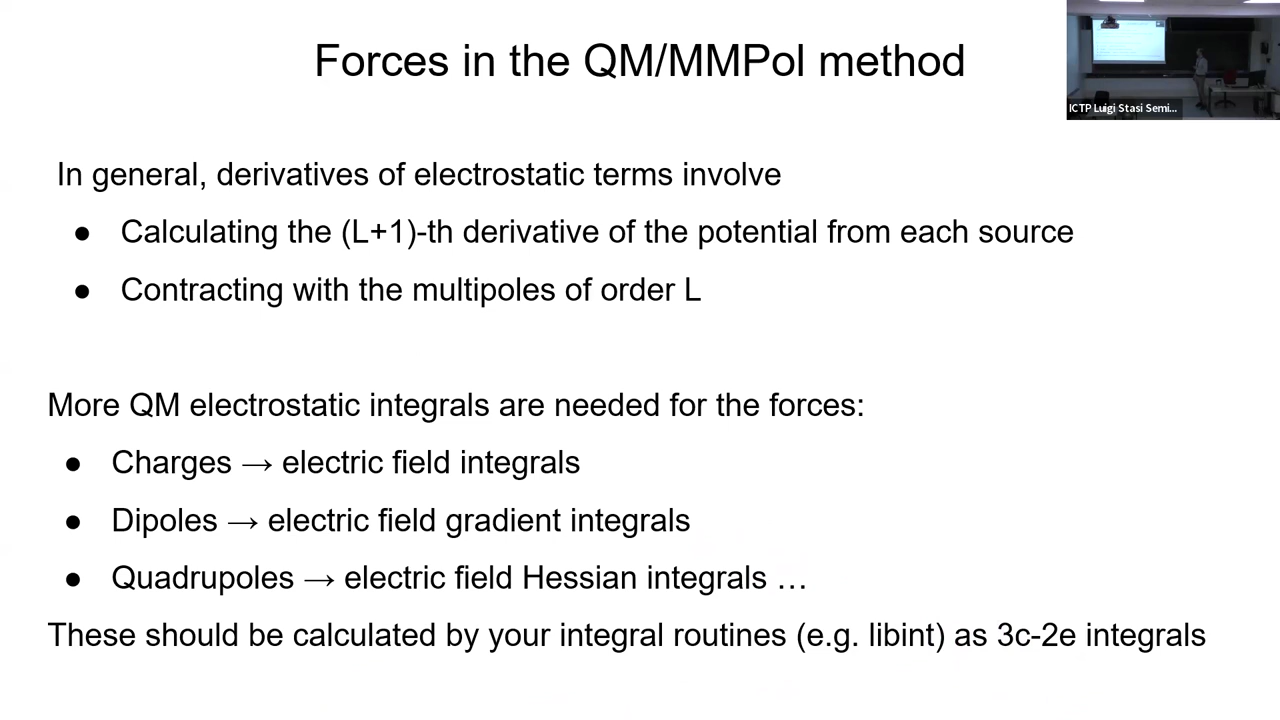 Forces in the QM/MMPol method
ICTP Luigi Stasi Semi...
In general, derivatives of electrostatic terms involve
● Calculating the (L+1)-th derivative of the potential from each source
● Contracting with the multipoles of order L
More QM electrostatic integrals are needed for the forces:
● Charges → electric field integrals
● Dipoles → electric field gradient integrals
● Quadrupoles → electric field Hessian integrals …
These should be calculated by your integral routines (e.g. libint) as 3c-2e integrals